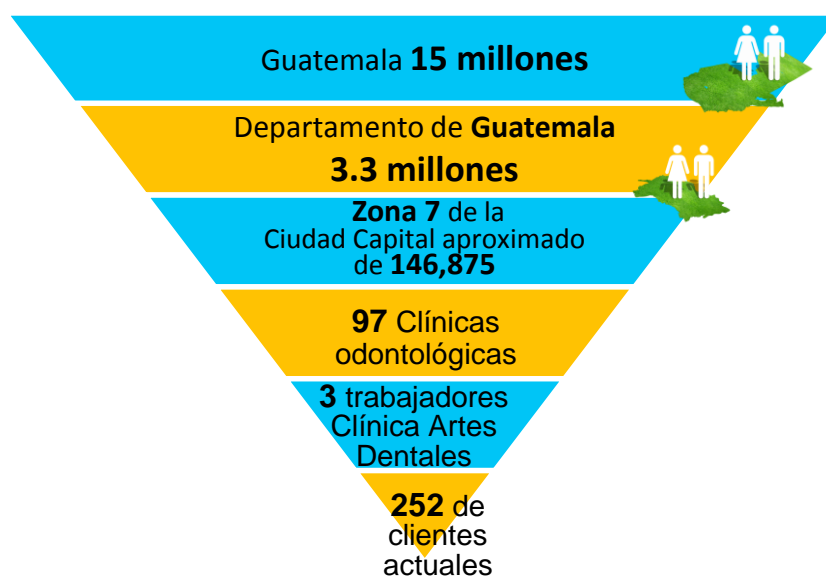 Guatemala 15 millones
Departamento de Guatemala
3.3 millones
Zona 7 de la
Ciudad Capital aproximado
de 146,875
97 Clínicas
odontológicas
3 trabajadores
Clínica Artes
Dentales
252 de
clientes
actuales